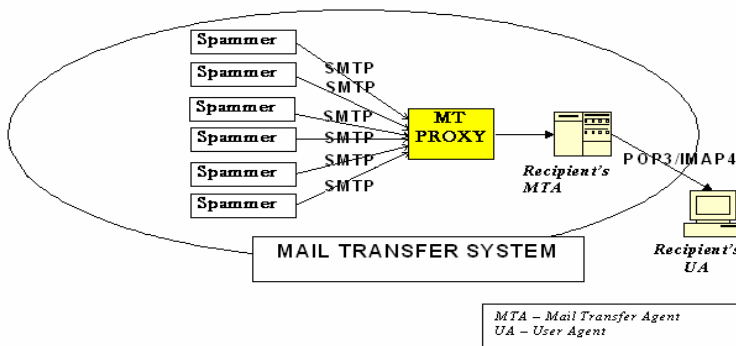 Spammer
Spammer
Spammer
Spammer
Spammer
Spammer
SMTP
SMTP
SMTP
SMTP
SMTP
SMTP
MT
PROXY
Recipient's
MTA
POP3/IMAP4
Recipient's
UA
MAIL TRANSFER SYSTEM
MTA – Mail Transfer Agent
UA – User Agent